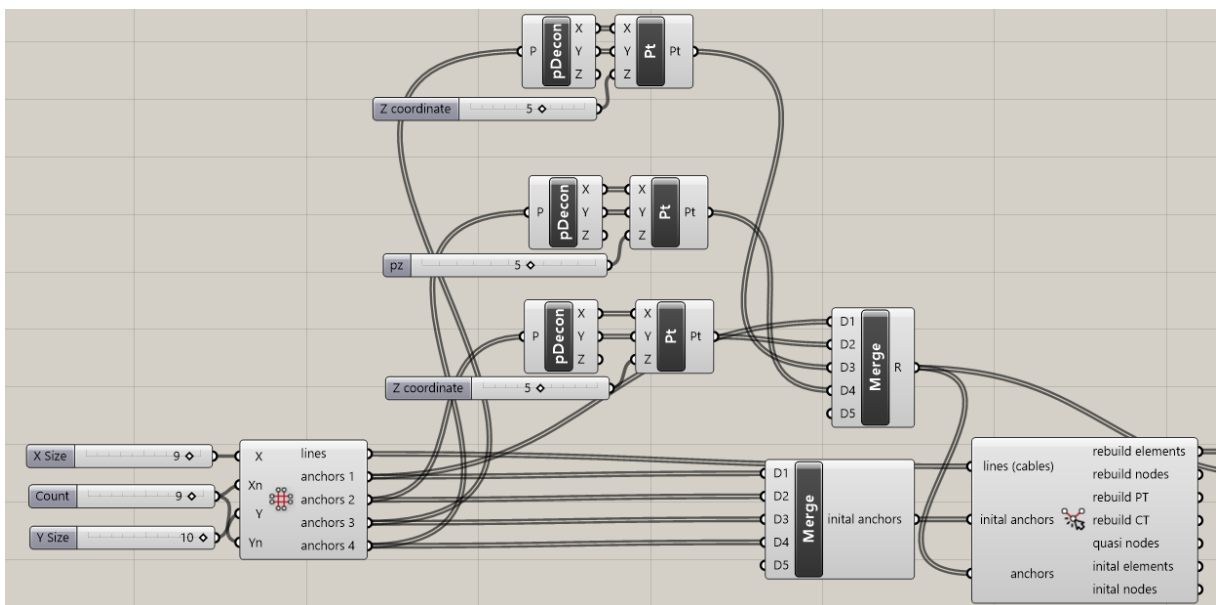 P pDecon X Y Z X Y Z Pt Pt
Z coordinate 5
P pDecon X Y Z X Y Z Pt Pt
pz 5
P pDecon X Y Z X Y Z Pt Pt
Z coordinate 5
D1 D2 D3 D4 D5 Merge R
X Size 9
Count 9
Y Size 10
X Xn Y Yn
lines
anchors 1
anchors 2
anchors 3
anchors 4
D1 D2 D3 D4 D5 Merge inital anchors
lines (cables)
inital anchors
anchors
rebuild elements
rebuild nodes
rebuild PT
rebuild CT
quasi nodes
inital elements
inital nodes